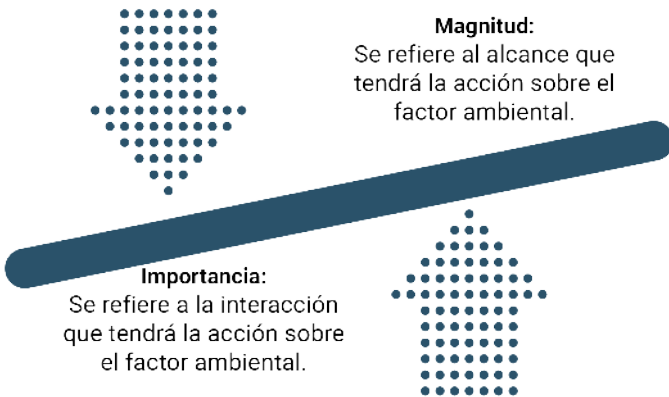 Magnitud:
Se refiere al alcance que
tendrá la acción sobre el
factor ambiental.
Importancia:
Se refiere a la interacción
que tendrá la acción sobre
el factor ambiental.